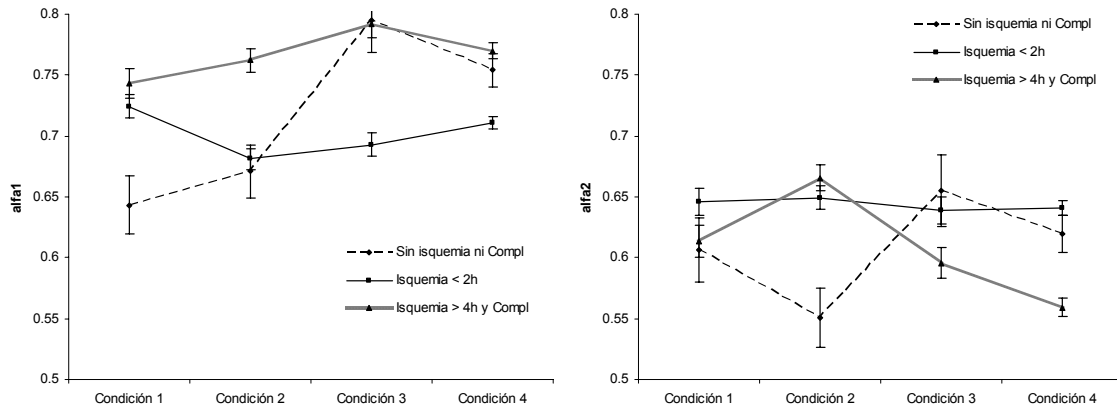 0.8
0.75
0.7
0.65
0.6
0.55
0.5
alfa1
Sin isquemia ni Compl
Isquemia < 2h
Isquemia > 4h y Compl
Condición 1 Condición 2 Condición 3 Condición 4
0.8
0.75
0.7
0.65
0.6
0.55
0.5
alfa2
Sin isquemia ni Compl
Isquemia < 2h
Isquemia > 4h y Compl
Condición 1 Condición 2 Condición 3 Condición 4